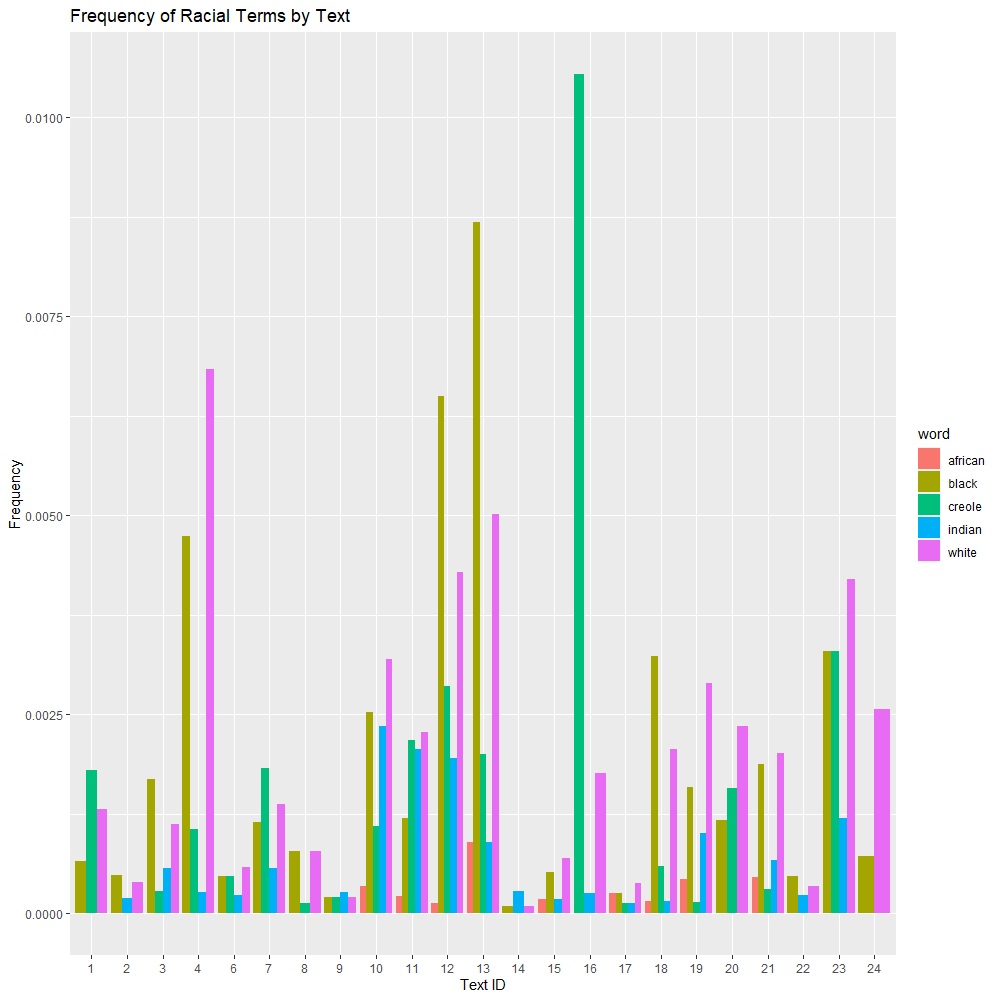 Frequency of Racial Terms by Text
0.0100
0.0075
0.0050
0.0025
0.0000
Frequency
1 2 3 4 6 7 8 9 10 11 12 13 14 15 16 17 18 19 20 21 22 23 24
Text ID
word
african
black
creole
indian
white